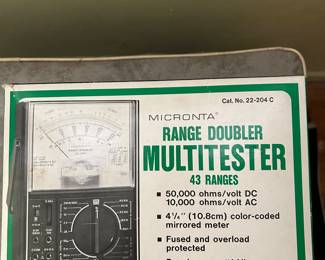 Cat. No. 22-204 C
MICRONTA®
RANGE DOUBLER
MULTITESTER
43 RANGES
▪ 50,000 ohms/volt DC
10,000 ohms/volt AC
▪ 4¼" (10.8cm) color-coded
mirrored meter
▪ Fused and overload
protected